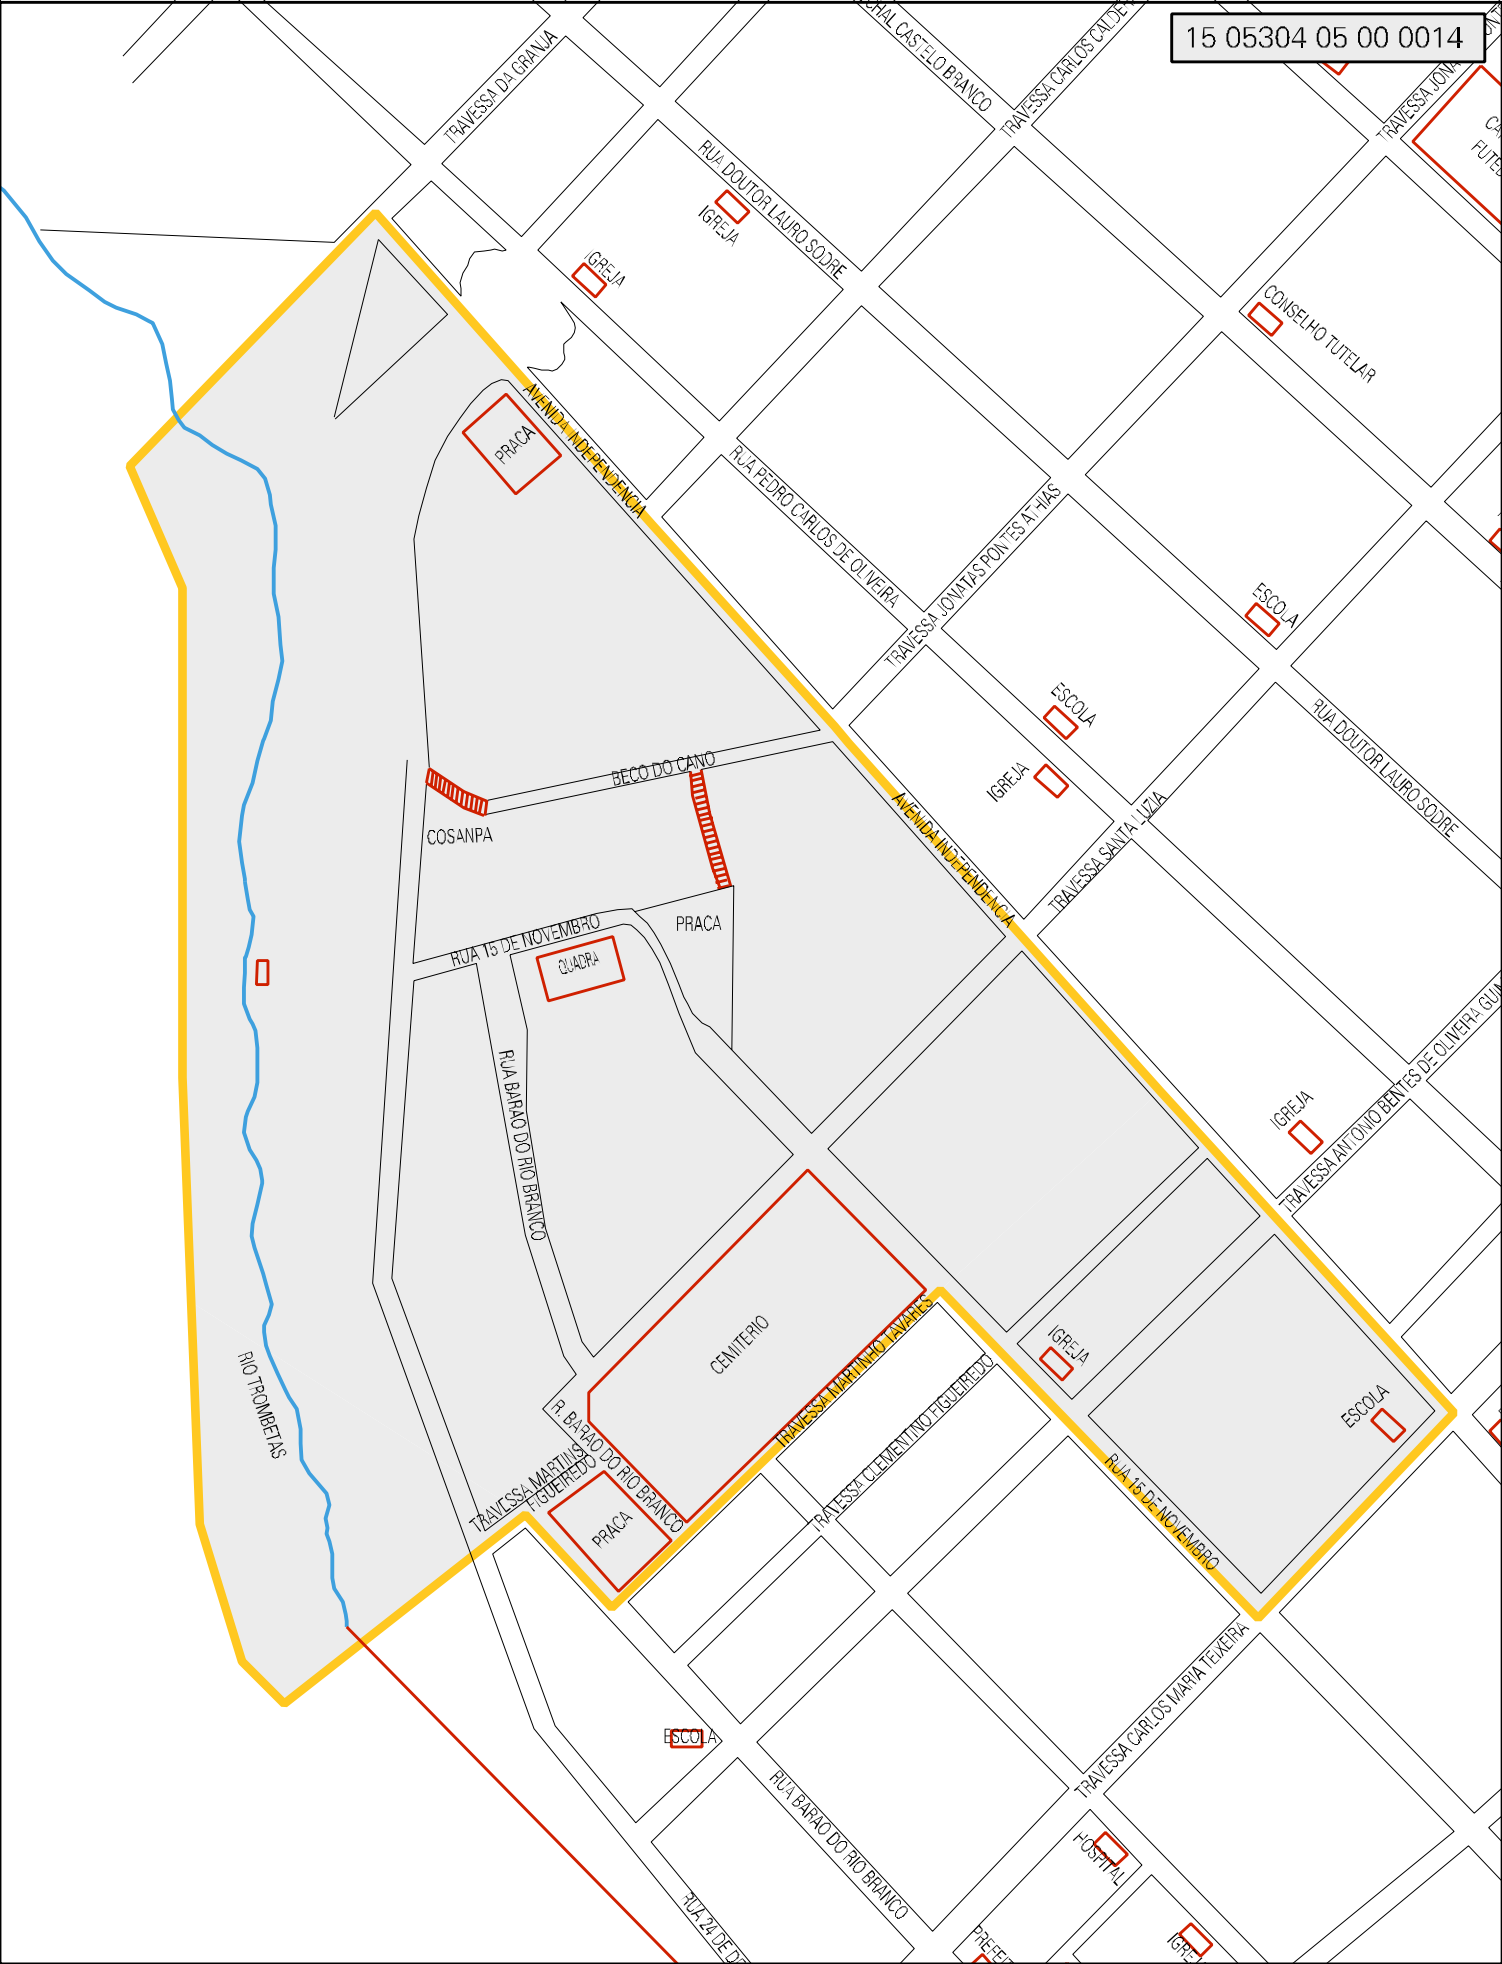 15 05304 05 00 0014
TRAVESSA DA GRANJA
CASTELO BRANCO
TRAVESSA CARLOS
RUA DOUTOR LAURO SODRE
IGREJA
IGREJA
CONSELHO TUTELAR
AVENIDA INDEPENDENCIA
PRACA
RUA PEDRO CARLOS DE OLIVEIRA
TRAVESSA JONATAS PONTES ATHIAS
ESCOLA
ESCOLA
IGREJA
RUA DOUTOR LAURO SODRE
BECO DO CANO
COSANPA
AVENIDA INDEPENDENCIA
TRAVESSA SANTA LUZIA
PRACA
RUA 15 DE NOVEMBRO
QUADRA
RUA BARAO DO RIO BRANCO
TRAVESSA ANTONIO BENTES DE OLIVEIRA
IGREJA
CEMITERIO
TRAVESSA MARTINHO TAVARES
IGREJA
ESCOLA
RIO TROMBETAS
R. BARAO DO RIO BRANCO
TRAVESSA MARTINS
FIGUEIREDO
PRACA
TRAVESSA CLEMENTINO FIGUEIREDO
RUA 15 DE NOVEMBRO
TRAVESSA CARLOS MARIA TEIXEIRA
ESCOLA
RUA BARAO DO RIO BRANCO
HOSPITAL
RUA 24 DE